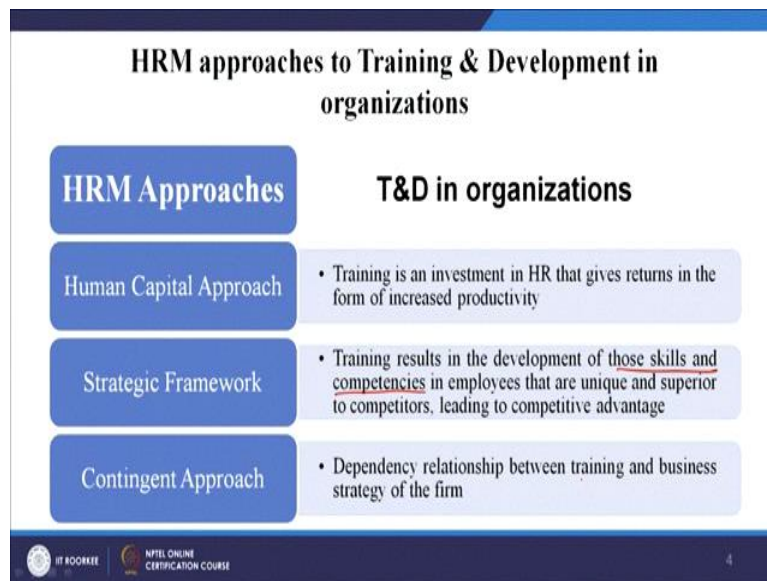 HRM approaches to Training & Development in
organizations
HRM Approaches
T&D in organizations
Human Capital Approach
• Training is an investment in HR that gives returns in the
form of increased productivity
Strategic Framework
• Training results in the development of those skills and
competencies in employees that are unique and superior
to competitors, leading to competitive advantage
Contingent Approach
• Dependency relationship between training and business
strategy of the firm
IIT ROORKEE
NPTEL ONLINE
CERTIFICATION COURSE
4